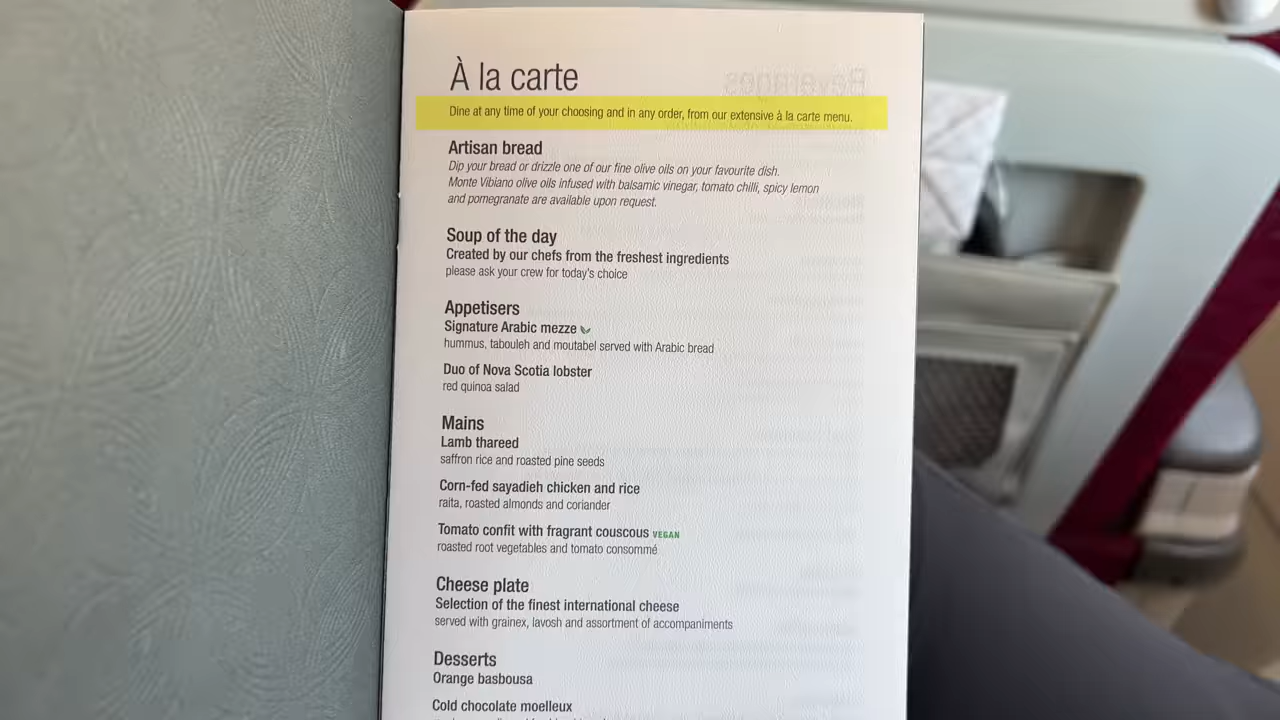 À la carte
Dine at any time of your choosing and in any order, from our extensive à la carte menu.
Artisan bread
Dip your bread or drizzle one of our fine olive oils on your favourite dish.
Monte Vibiano olive oils infused with balsamic vinegar, tomato chilli, spicy lemon
and pomegranate are available upon request.
Soup of the day
Created by our chefs from the freshest ingredients
please ask your crew for today's choice
Appetisers
Signature Arabic mezze
hummus, tabouleh and moutabel served with Arabic bread
Duo of Nova Scotia lobster
red quinoa salad
Mains
Lamb thareed
saffron rice and roasted pine seeds
Corn-fed sayadieh chicken and rice
raita, roasted almonds and coriander
Tomato confit with fragrant couscous VEGAN
roasted root vegetables and tomato consommé
Cheese plate
Selection of the finest international cheese
served with grainex, lavosh and assortment of accompaniments
Desserts
Orange basbousa
Cold chocolate moelleux